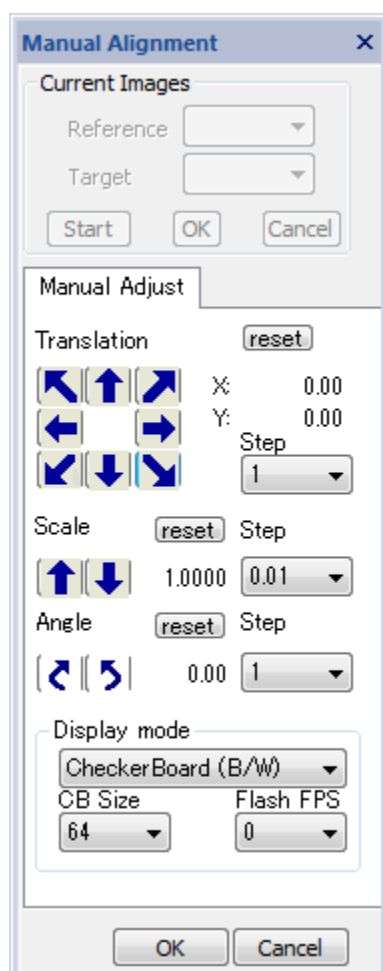 Manual Alignment
Current Images
Reference
Target
Start OK Cancel
Manual Adjust
Translation reset
X: 0.00
Y: 0.00
Step
1
Scale reset Step
1.0000 0.01
Angle reset Step
0.00 1
Display mode
CheckerBoard (B/W)
CB Size Flash FPS
64 0
OK Cancel